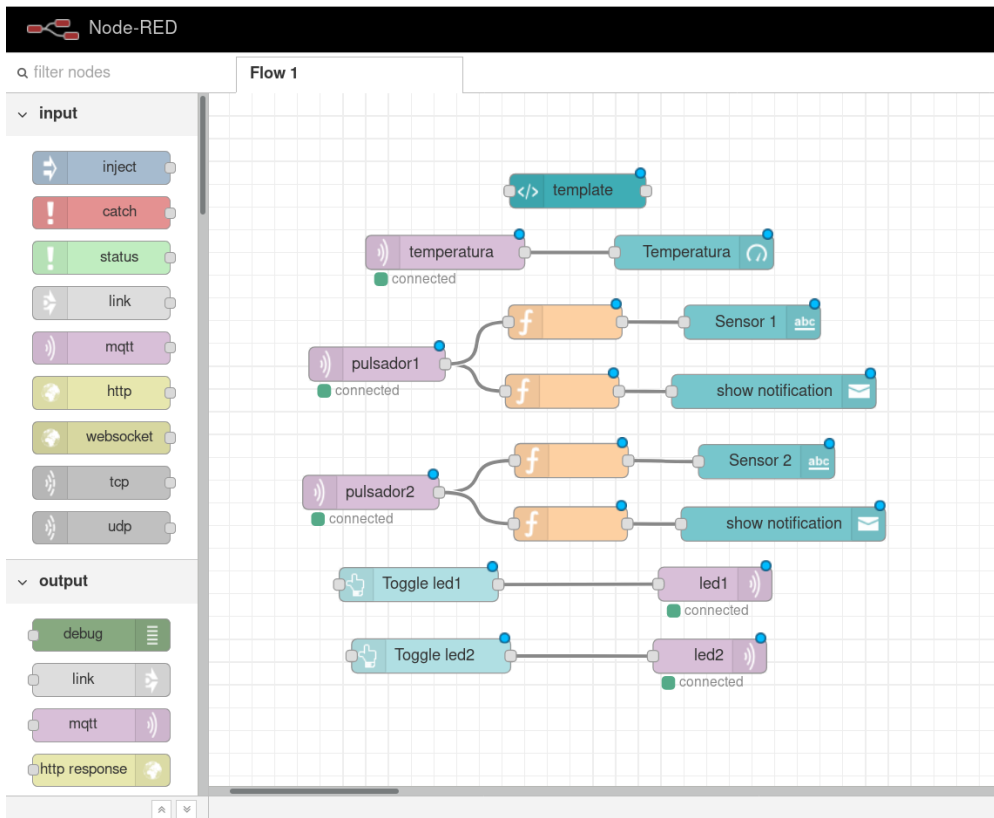 Node-RED
filter nodes
Flow 1
input
inject
catch
status
link
mqtt
http
websocket
tcp
udp
output
debug
link
mqtt
http response
</> template
temperatura
connected
Temperatura
pulsador1
connected
f
Sensor 1
abc
f
show notification
pulsador2
connected
f
Sensor 2
abc
f
show notification
Toggle led1
led1
connected
Toggle led2
led2
connected